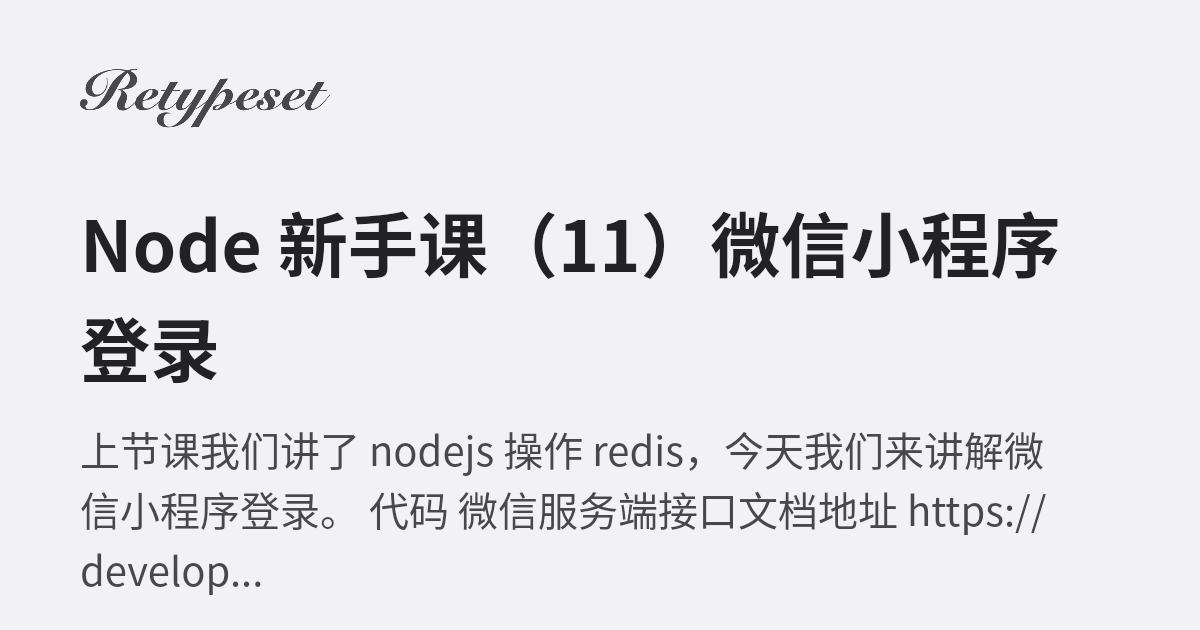 Retypeset
Node 新手课（11）微信小程序
登录
上节课我们讲了 nodejs 操作 redis，今天我们来讲解微
信小程序登录。 代码 微信服务端接口文档地址 https://
develop...